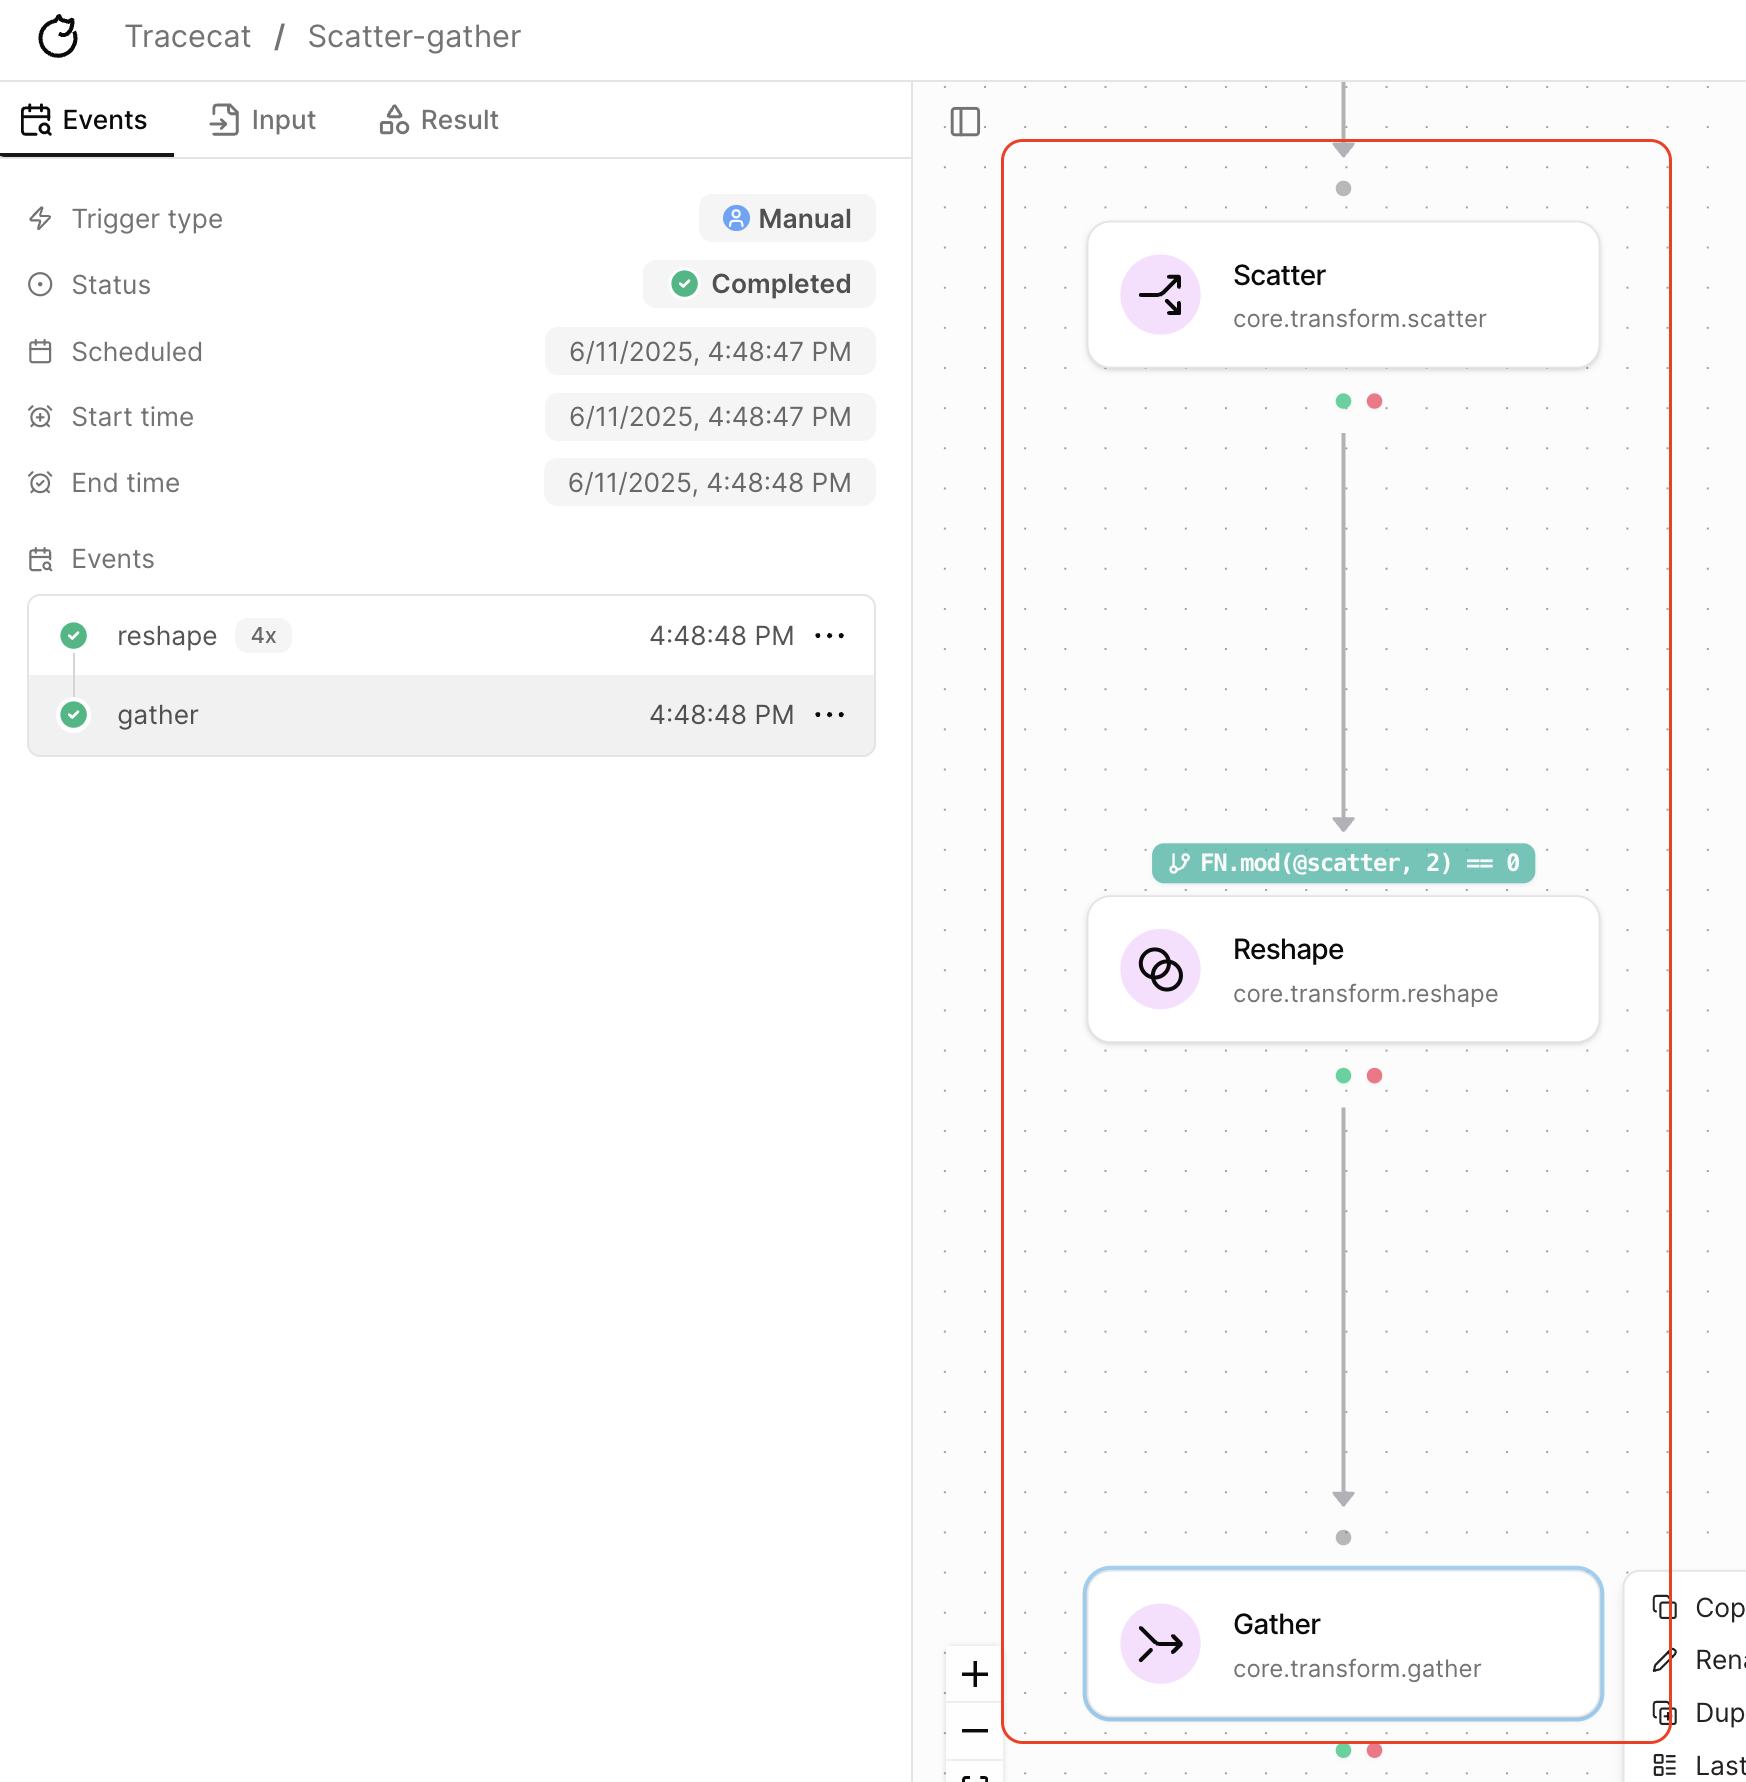 Tracecat / Scatter-gather
Events Input Result
Trigger type Manual
Status Completed
Scheduled 6/11/2025, 4:48:47 PM
Start time 6/11/2025, 4:48:47 PM
End time 6/11/2025, 4:48:48 PM
Events
reshape 4x 4:48:48 PM
gather 4:48:48 PM
Scatter
core.transform.scatter
FN.mod(@scatter, 2) == 0
Reshape
core.transform.reshape
Gather
core.transform.gather
Cop
Rena
Dup
Last